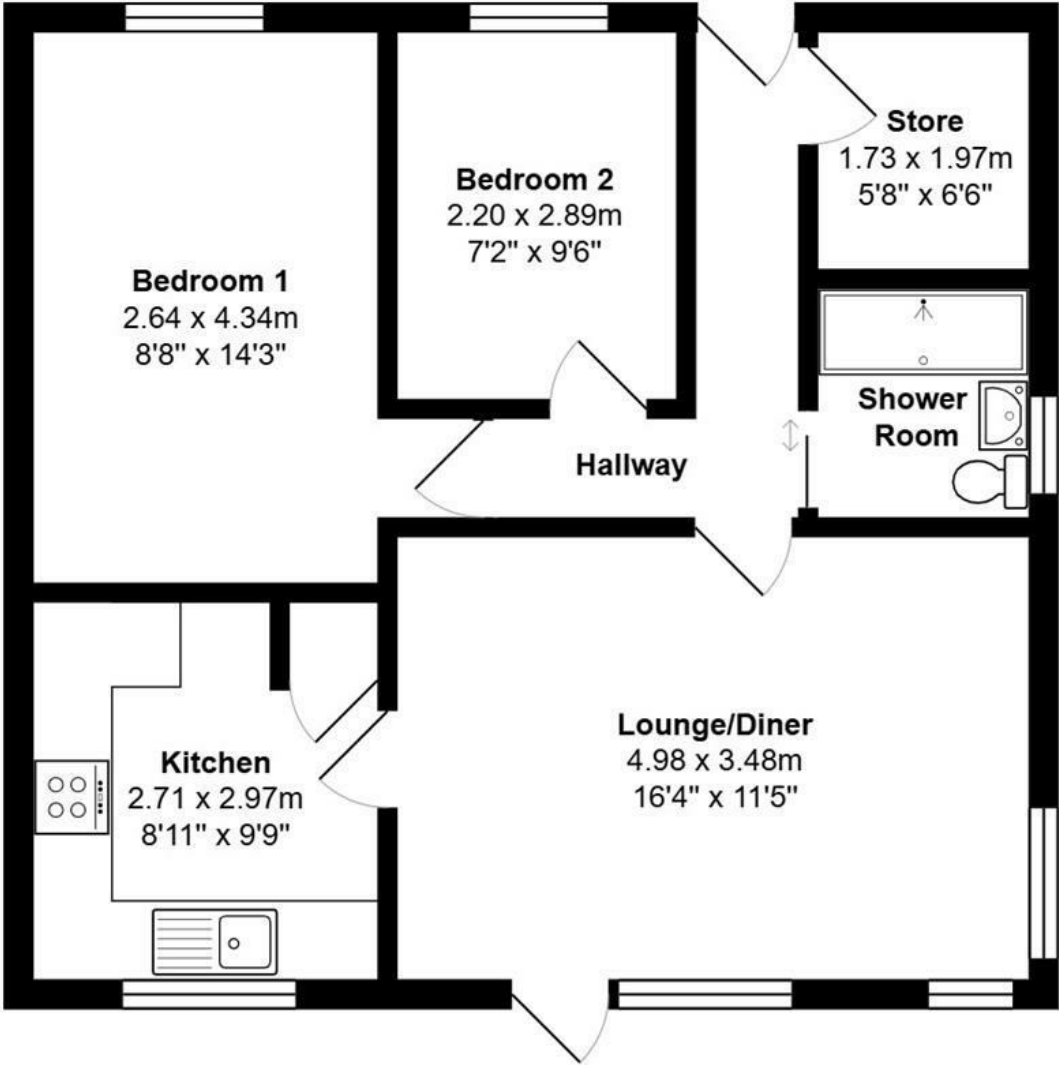 Bedroom 1
2.64 x 4.34m
8'8" x 14'3"
Bedroom 2
2.20 x 2.89m
7'2" x 9'6"
Store
1.73 x 1.97m
5'8" x 6'6"
Shower
Room
Hallway
Kitchen
2.71 x 2.97m
8'11" x 9'9"
Lounge/Diner
4.98 x 3.48m
16'4" x 11'5"